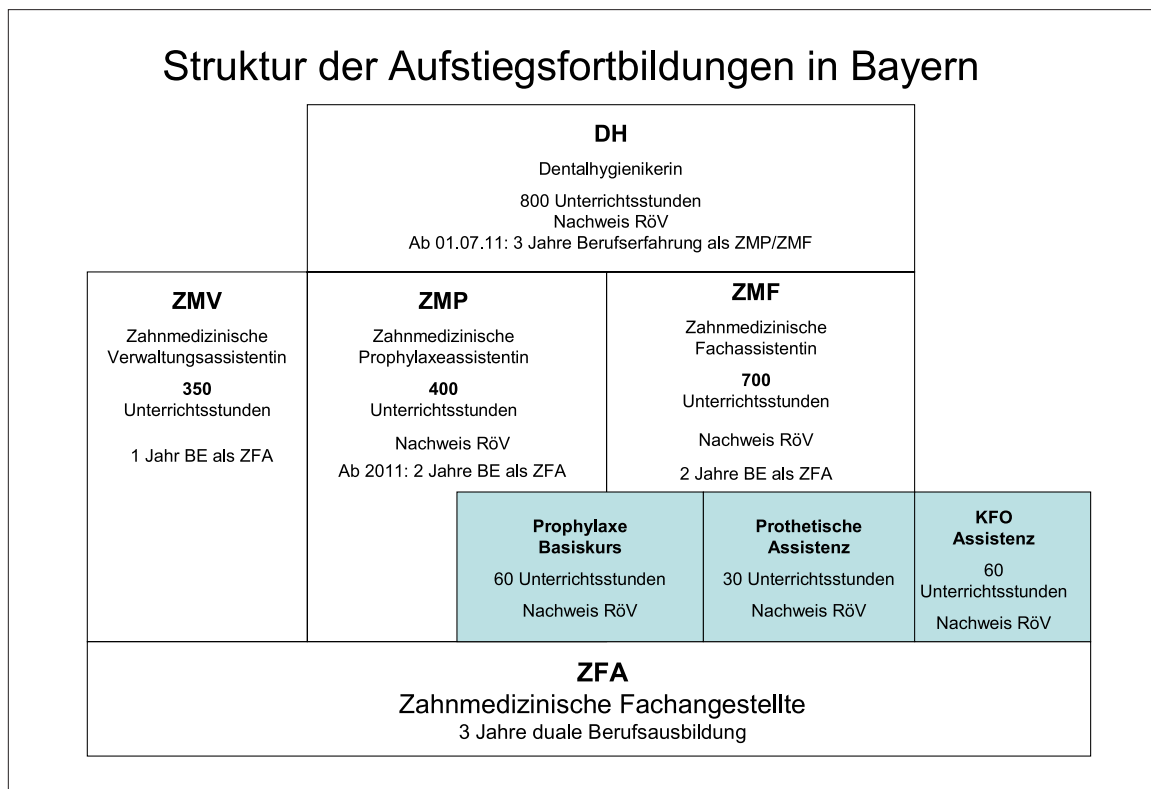 Struktur der Aufstiegsfortbildungen in Bayern
DH
Dentalhygienikerin
800 Unterrichtsstunden
Nachweis RöV
Ab 01.07.11: 3 Jahre Berufserfahrung als ZMP/ZMF
ZMV
Zahnmedizinische
Verwaltungsassistentin
350
Unterrichtsstunden
1 Jahr BE als ZFA
ZMP
Zahnmedizinische
Prophylaxeassistentin
400
Unterrichtsstunden
Nachweis RöV
Ab 2011: 2 Jahre BE als ZFA
ZMF
Zahnmedizinische
Fachassistentin
700
Unterrichtsstunden
Nachweis RöV
2 Jahre BE als ZFA
Prophylaxe
Basiskurs
60 Unterrichtsstunden
Nachweis RöV
Prothetische
Assistenz
30 Unterrichtsstunden
Nachweis RöV
KFO
Assistenz
60
Unterrichtsstunden
Nachweis RöV
ZFA
Zahnmedizinische Fachangestellte
3 Jahre duale Berufsausbildung